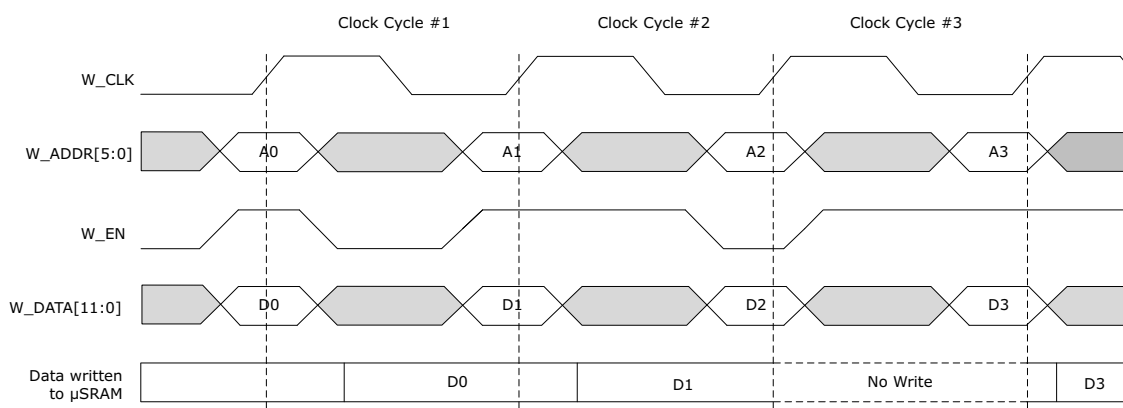 Clock Cycle #1 Clock Cycle #2 Clock Cycle #3
W_CLK
W_ADDR[5:0] A0 A1 A2 A3
W_EN
W_DATA[11:0] D0 D1 D2 D3
Data written
to µSRAM D0 D1 No Write D3